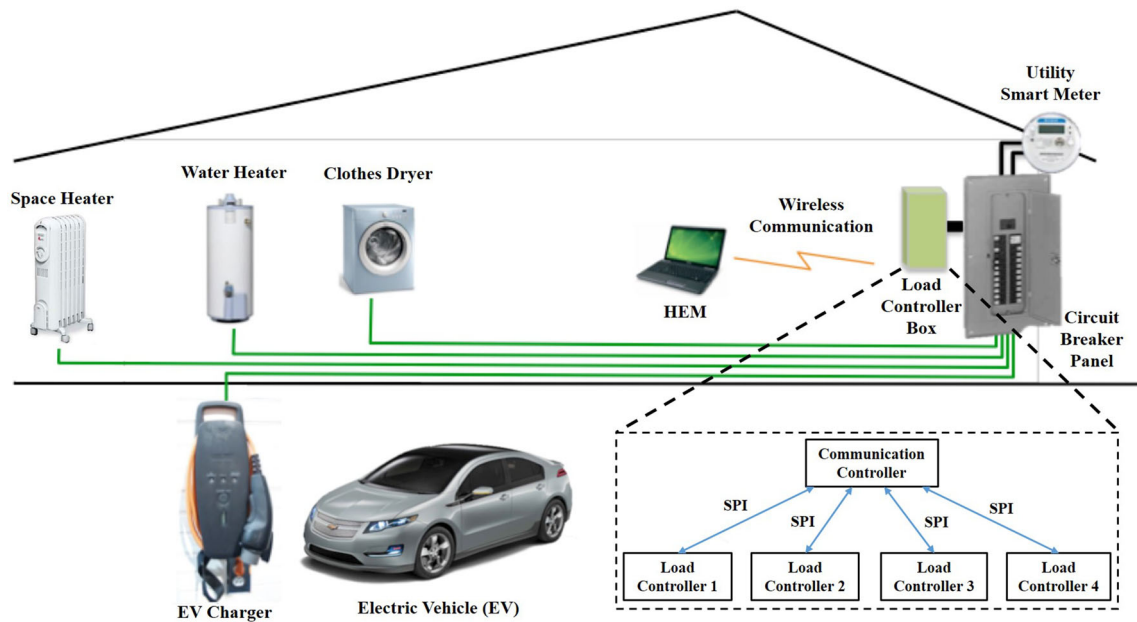 Utility
Smart Meter
Water Heater
Clothes Dryer
Space Heater
Wireless
Communication
HEM
Load
Controller
Box
Circuit
Breaker
Panel
Communication
Controller
SPI
SPI
SPI
SPI
Load
Controller 1
Load
Controller 2
Load
Controller 3
Load
Controller 4
EV Charger
Electric Vehicle (EV)